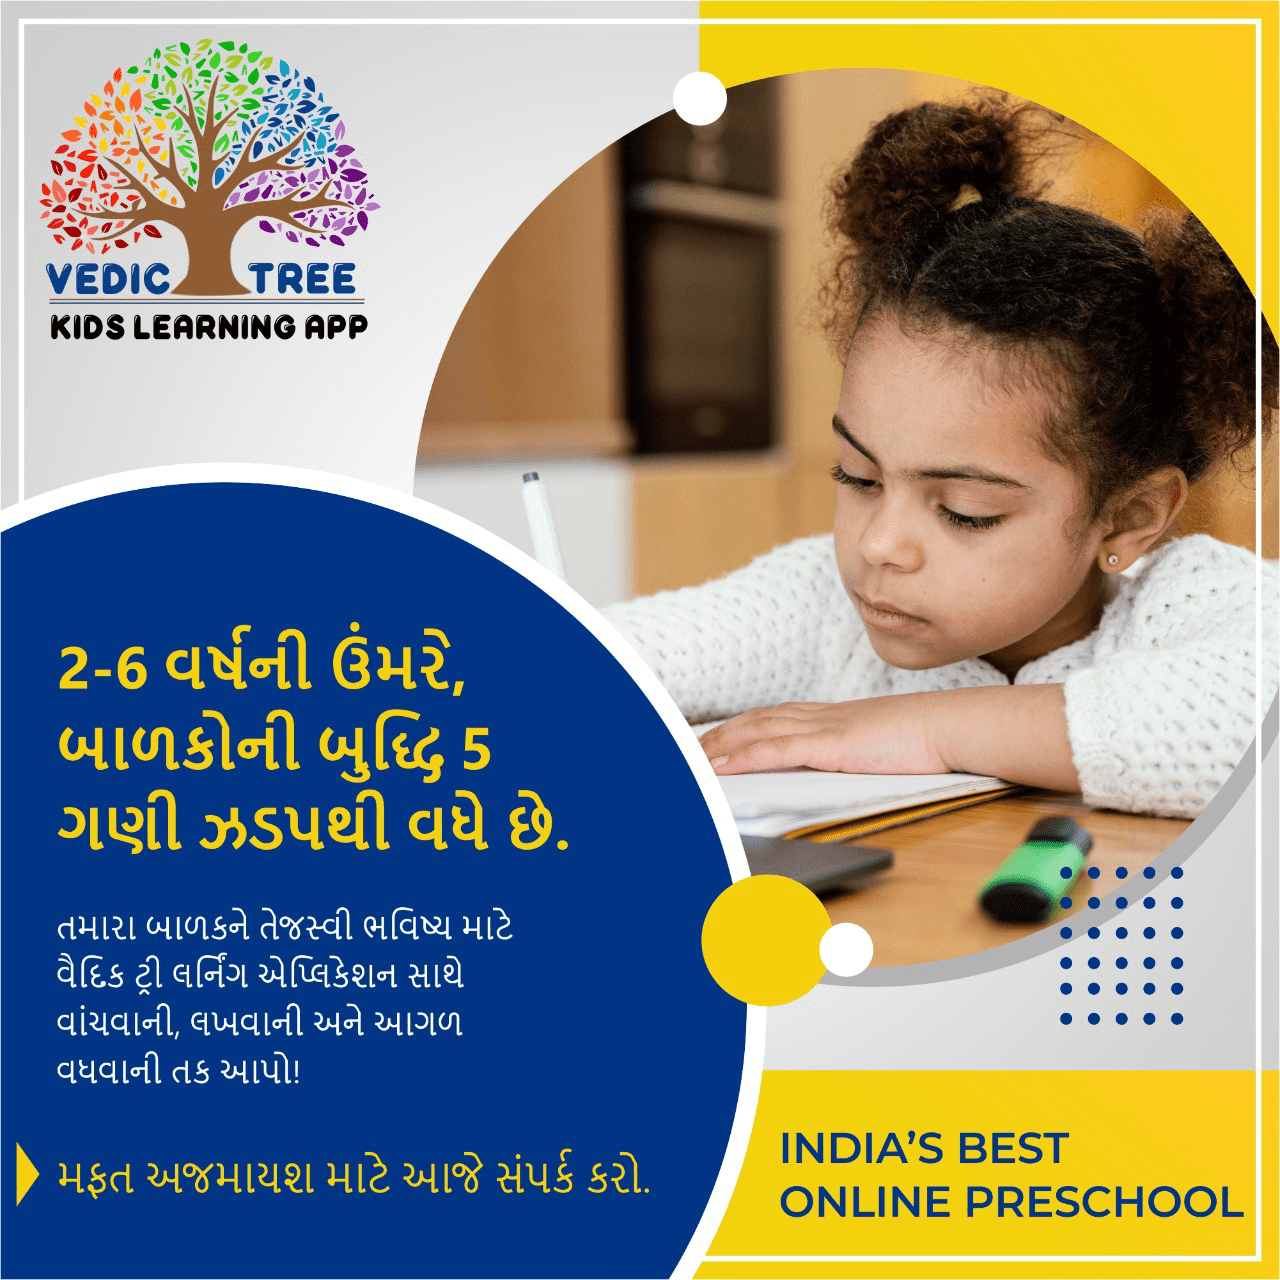 VEDIC TREE
KIDS LEARNING APP
2-6 વર્ષની ઉંમરે,
બાળકોની બુધ્ધિ 5
ગણી ઝડપથી વધે છે.
તમારા બાળકને તેજસ્વી ભવિષ્ય માટે
વૈદિક ટ્રી લર્નિંગ એપ્લિકેશન સાથે
વાંચવાની, લખવાની અને આગળ
વધવાની તક આપો!
મફત અજમાયશ માટે આજે સંપર્ક કરો.
INDIA’S BEST
ONLINE PRESCHOOL